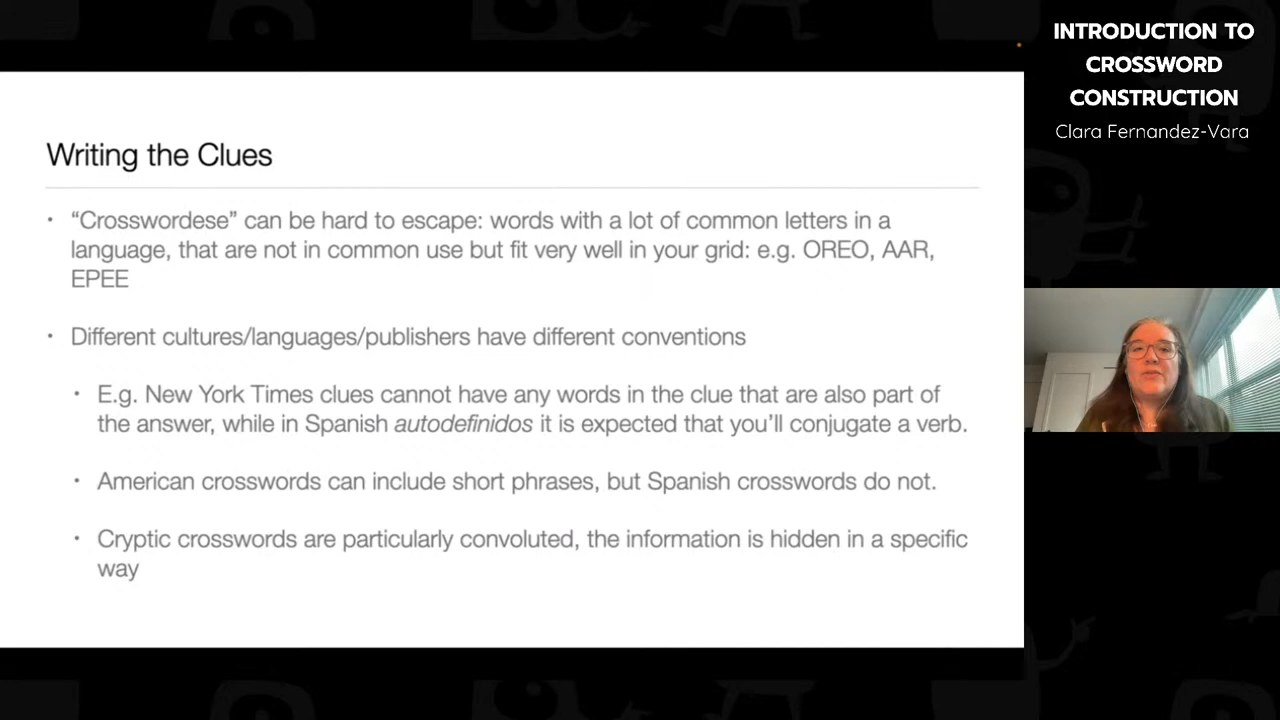 INTRODUCTION TO
CROSSWORD
CONSTRUCTION
Clara Fernandez-Vara
Writing the Clues
• “Crosswordese” can be hard to escape: words with a lot of common letters in a
language, that are not in common use but fit very well in your grid: e.g. OREO, AAR,
EPEE
• Different cultures/languages/publishers have different conventions
• E.g. New York Times clues cannot have any words in the clue that are also part of
the answer, while in Spanish autodefinidos it is expected that you’ll conjugate a verb.
• American crosswords can include short phrases, but Spanish crosswords do not.
• Cryptic crosswords are particularly convoluted, the information is hidden in a specific
way